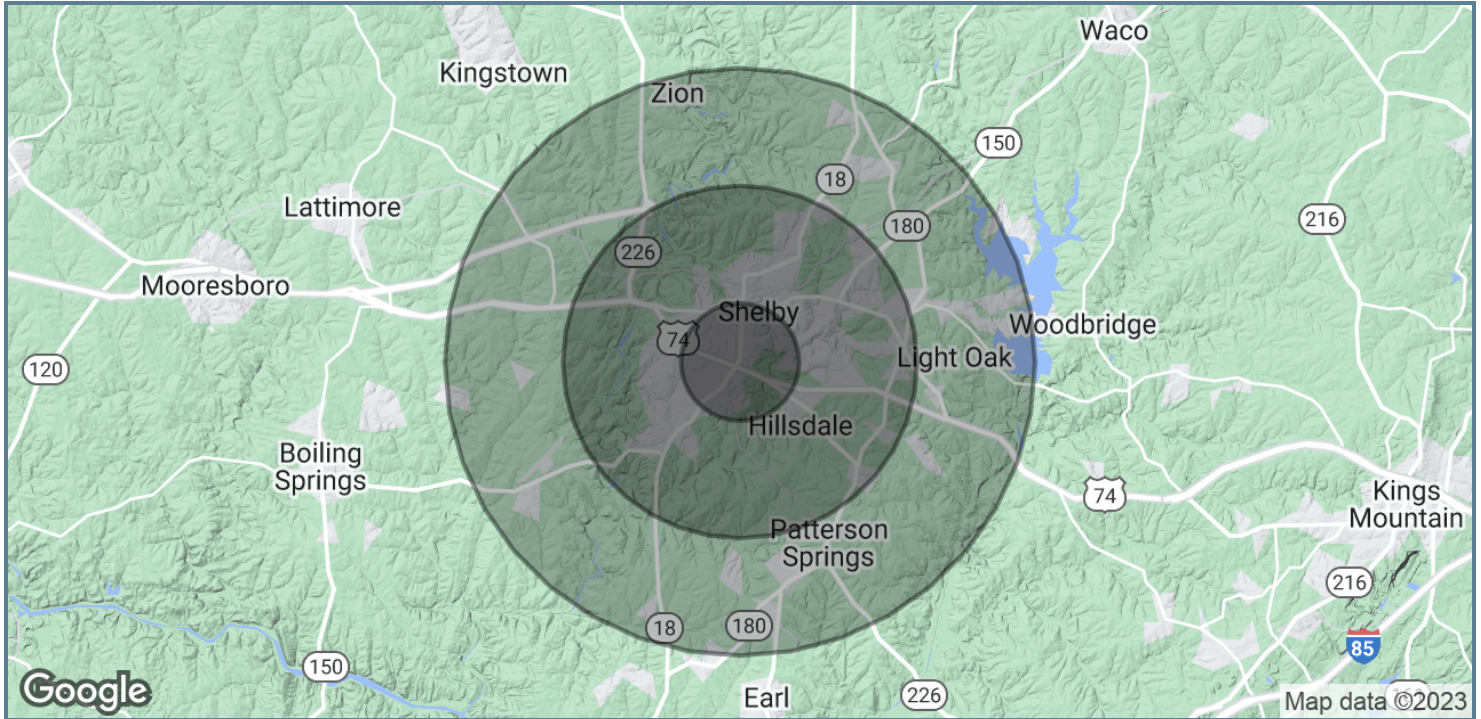 Waco
Kingstown
Zion
150
18
Lattimore
216
180
226
Mooresboro
Shelby
Woodbridge
74
Light Oak
120
Hillsdale
Boiling
Springs
74
Kings
Mountain
Patterson
Springs
216
18
180
85
150
Google
Earl
226
Map data ©2023